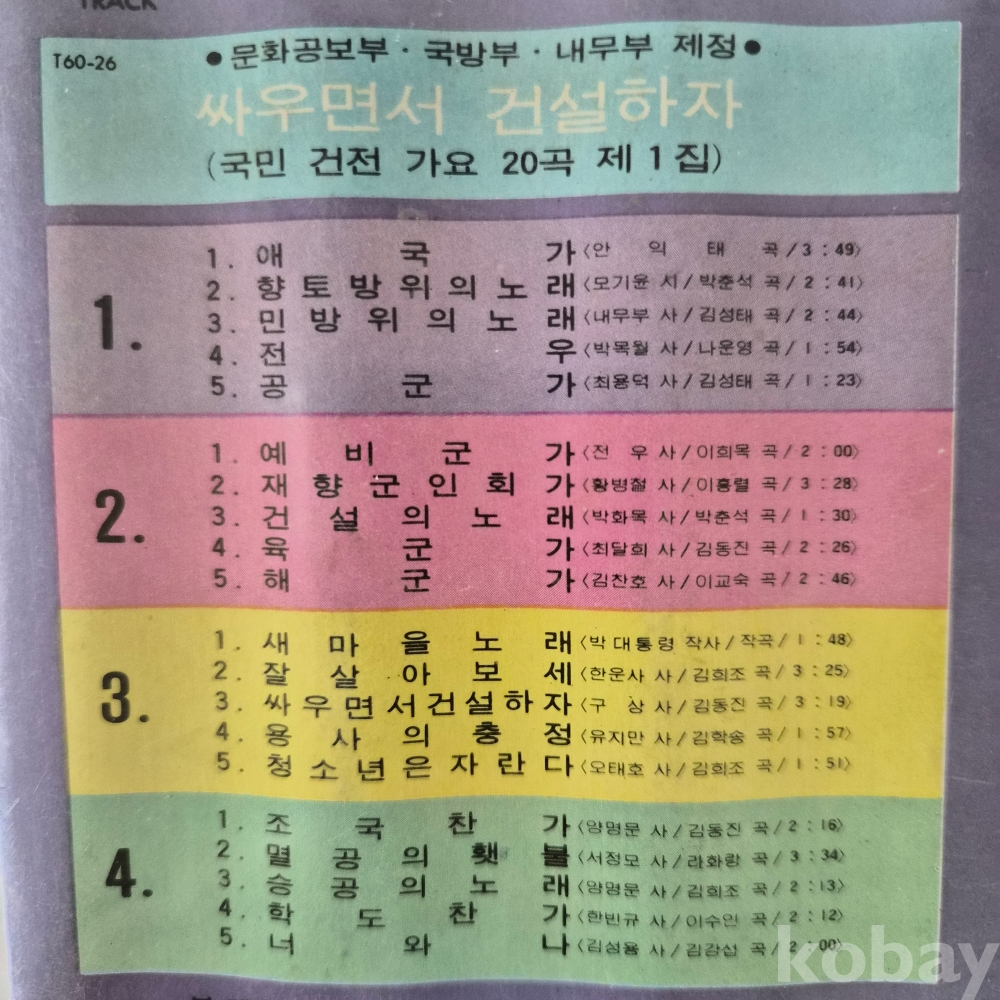 TRACK
T60-26
●문화공보부·국방부·내무부 제정●
싸우면서 건설하자
(국민 건전 가요 20곡 제1집)
1.
1. 애국가〈안익태 곡/3:49〉
2. 향토방위의노래〈모기윤 시/박춘석 곡/2:41〉
3. 민방위의노래〈내무부 사/김성태 곡/2:44〉
4. 전우〈박목월 사/나운영 곡/1:54〉
5. 공군가〈최용덕 사/김성태 곡/1:23〉
2.
1. 예비군가〈전우 사/이희목 곡/2:00〉
2. 재향군인회가〈황병철 사/이흥렬 곡/3:28〉
3. 건설의노래〈박화목 사/박춘석 곡/1:30〉
4. 육군가〈최달희 사/김동진 곡/2:26〉
5. 해군가〈김찬호 사/이교숙 곡/2:46〉
3.
1. 새마을노래〈박대통령 작사/작곡/1:48〉
2. 잘살아보세〈한운사 사/김희조 곡/3:25〉
3. 싸우면서건설하자〈구상 사/김동진 곡/3:19〉
4. 용사의충정〈유지만 사/김학송 곡/1:57〉
5. 청소년은자란다〈오태호 사/김희조 곡/1:51〉
4.
1. 조국찬가〈양명문 사/김동진 곡/2:16〉
2. 멸공의횃불〈서정모 사/라화랑 곡/3:34〉
3. 승공의노래〈양명문 사/김희조 곡/2:13〉
4. 학도찬가〈한빈규 사/이수인 곡/2:12〉
5. 너와나〈김성융 사/김강섭 곡/2:00〉
kobay